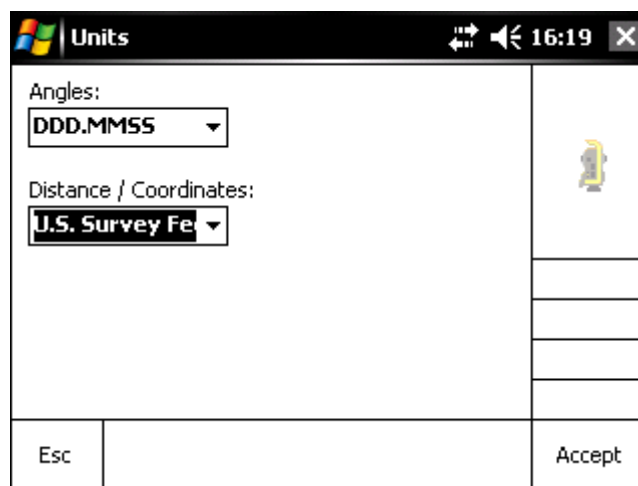 Units 16:19
Angles:
DDD.MMSS
Distance / Coordinates:
U.S. Survey Fe
Esc Accept